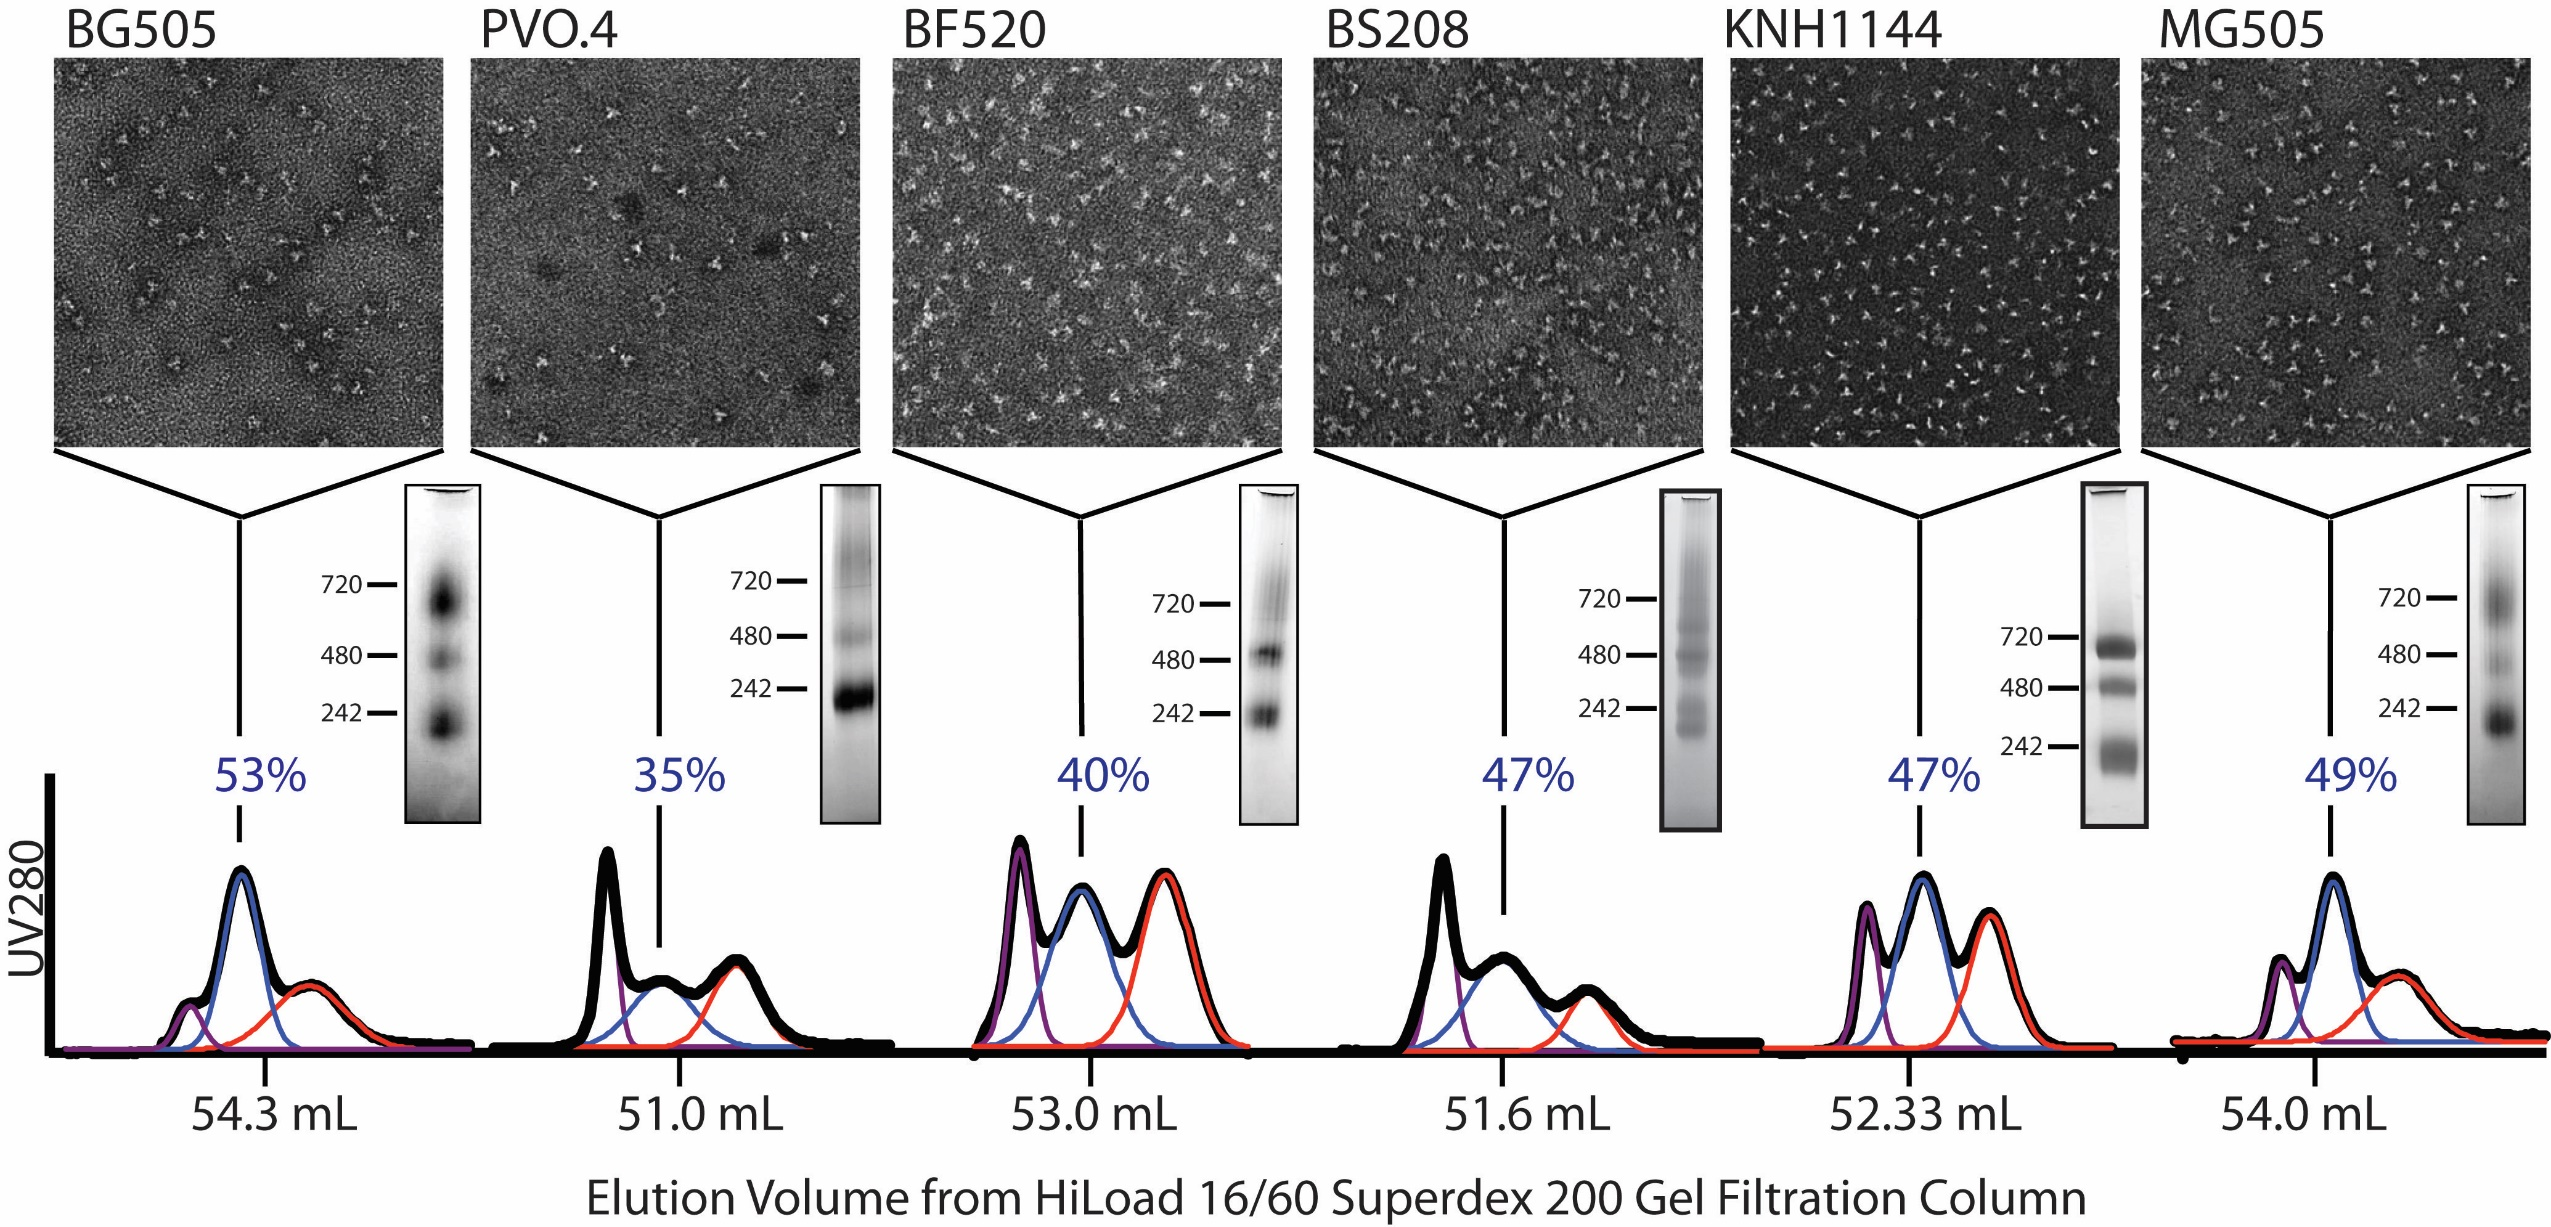 BG505
PVO.4
BF520
BS208
KNH1144
MG505
720
480
242
720
480
242
720
480
242
720
480
242
720
480
242
720
480
242
53%
35%
40%
47%
47%
49%
UV280
54.3 mL
51.0 mL
53.0 mL
51.6 mL
52.33 mL
54.0 mL
Elution Volume from HiLoad 16/60 Superdex 200 Gel Filtration Column